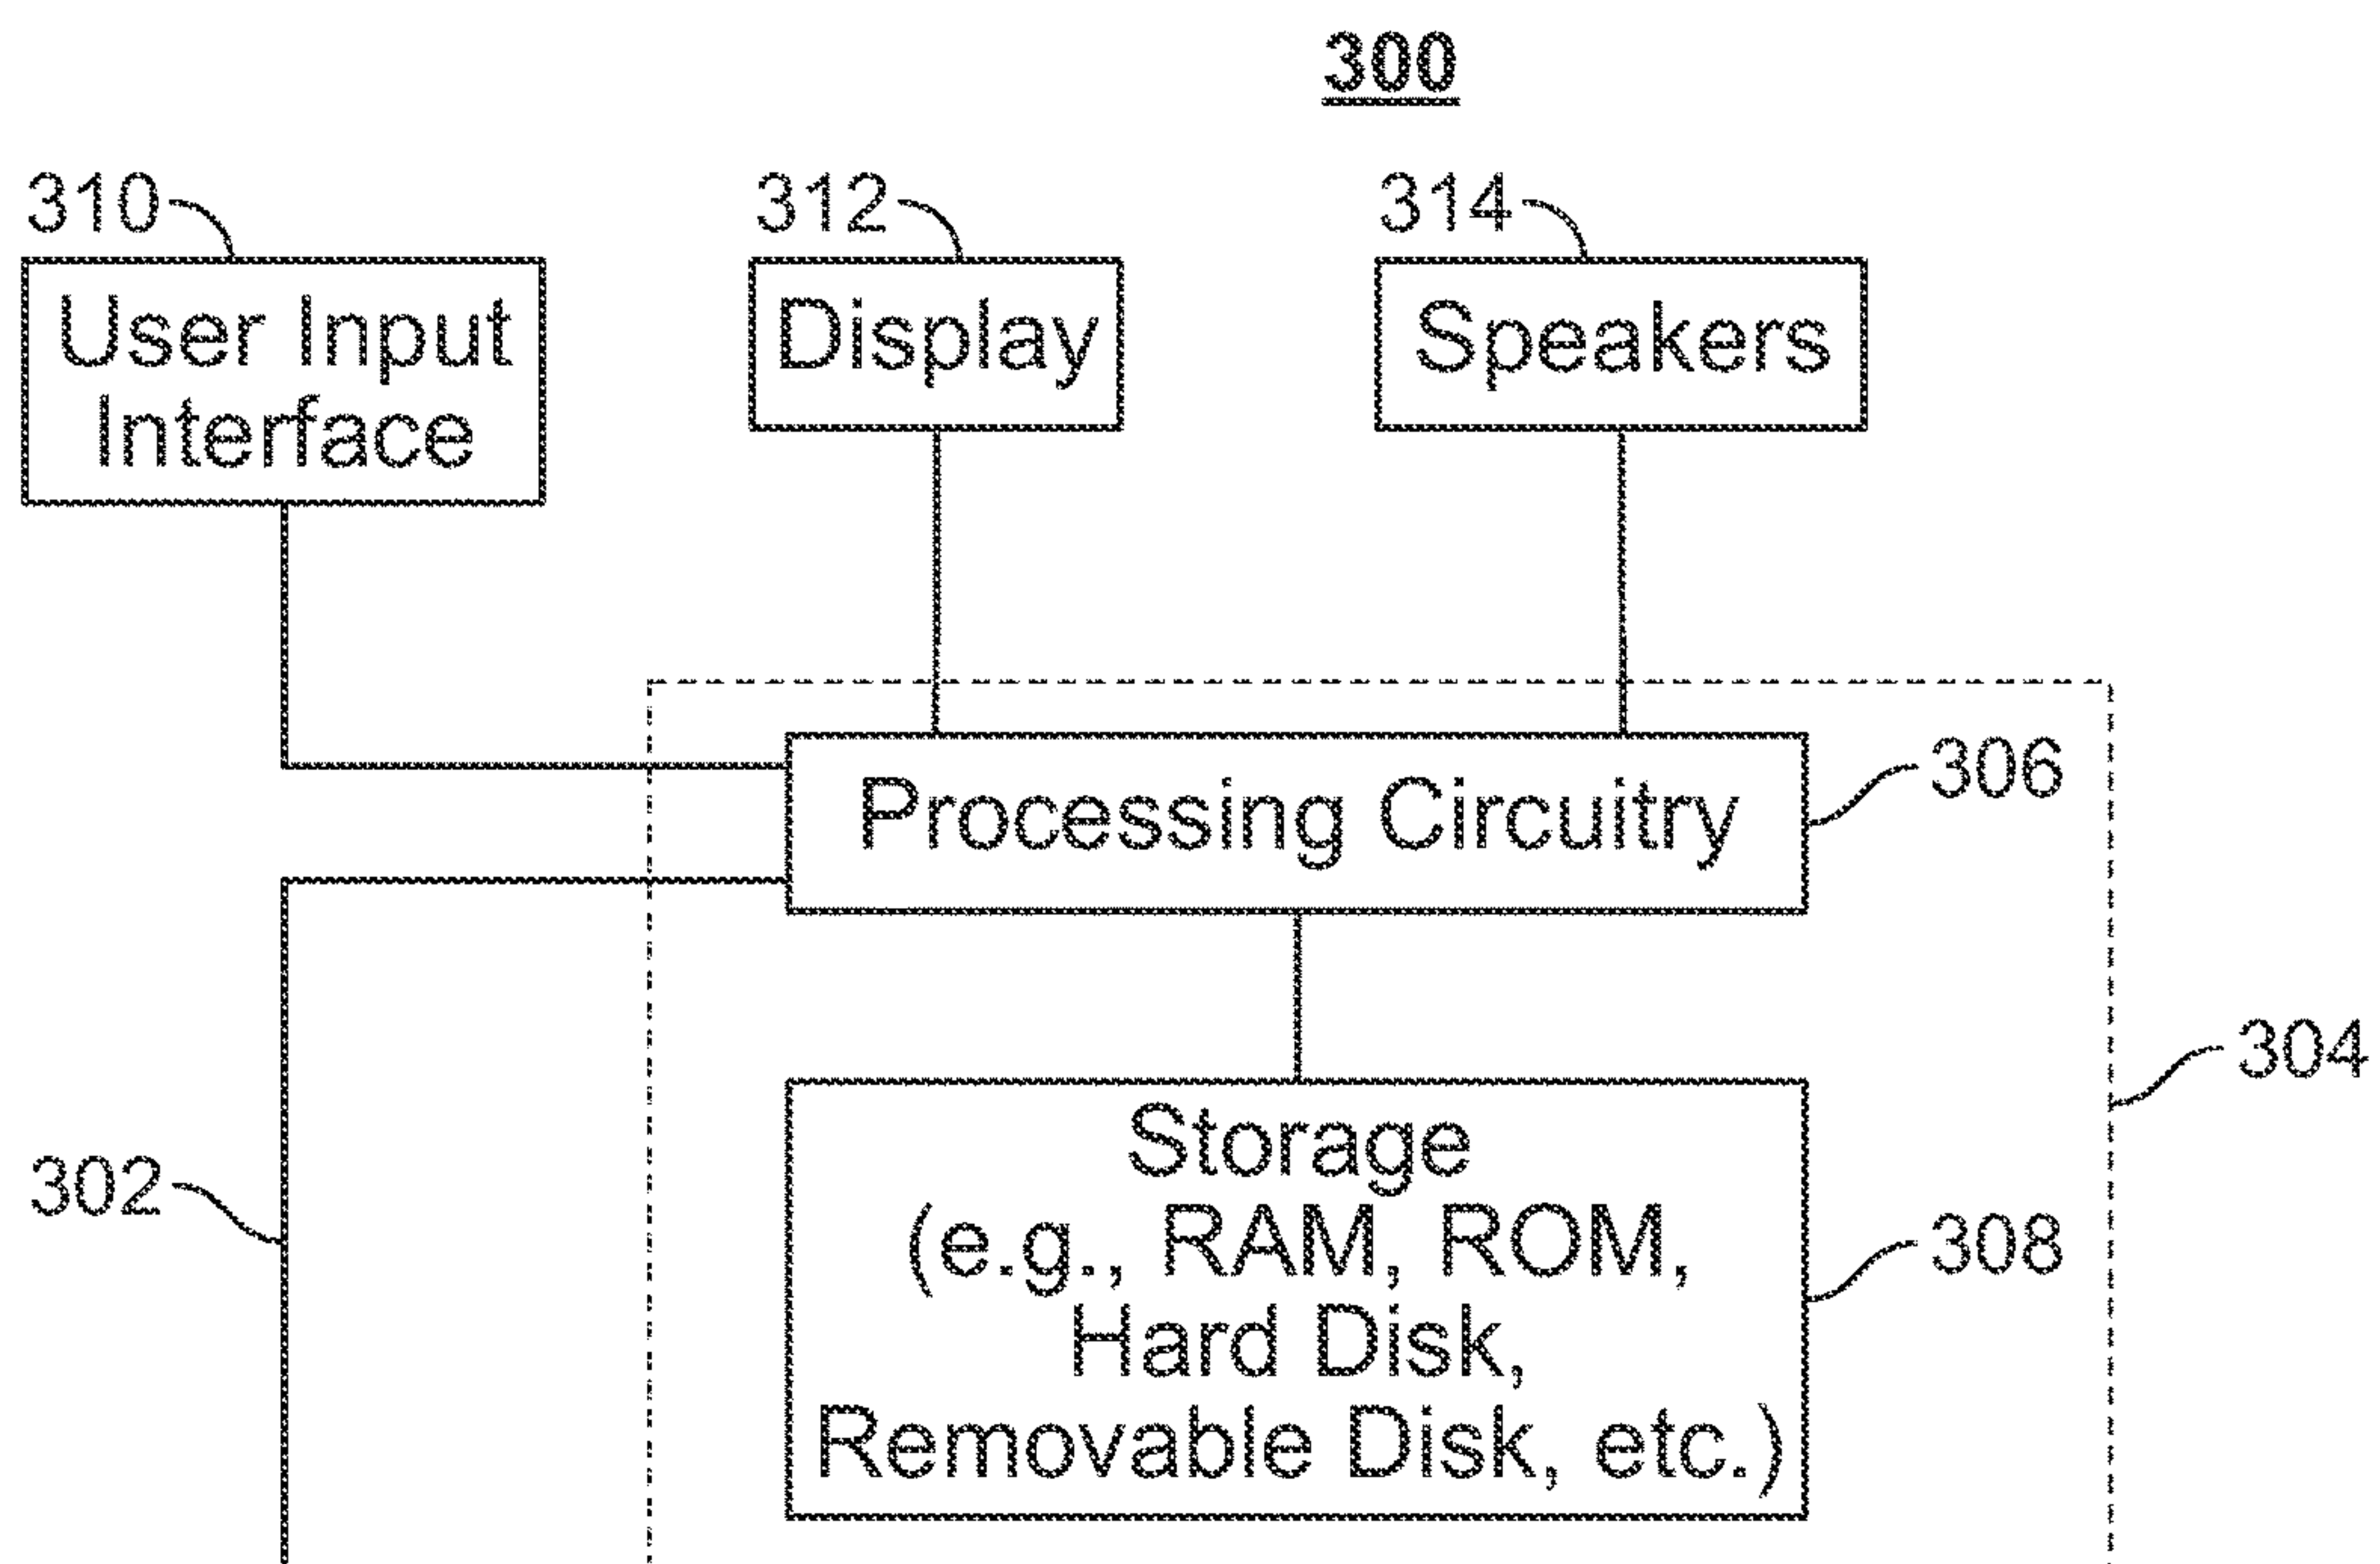 300
310
312
314
User Input
Interface
Display
Speakers
Processing Circuitry
306
304
302
Storage
(e.g., RAM, ROM,
Hard Disk,
Removable Disk, etc.)
308